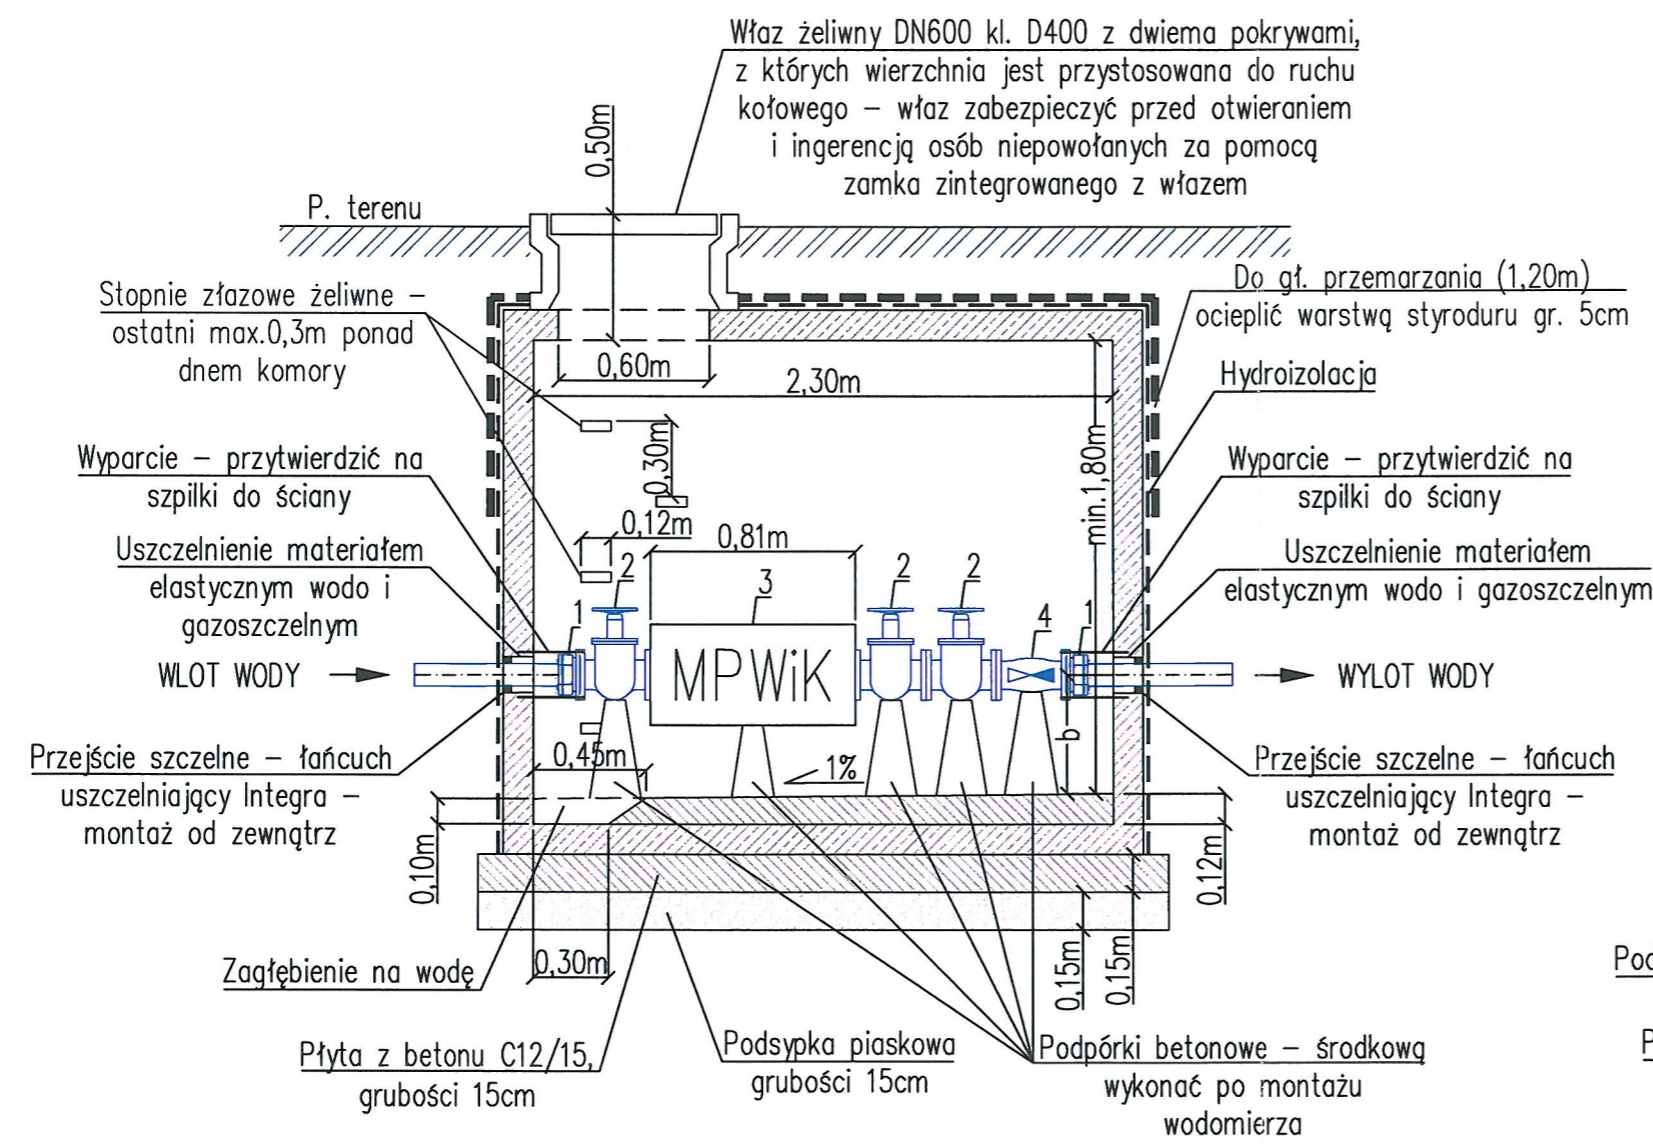 Właz żeliwny DN600 kl. D400 z dwiema pokrywami,
z których wierzchnia jest przystosowana do ruchu
kołowego – właz zabezpieczyć przed otwieraniem
i ingerencją osób niepowołanych za pomocą
zamka zintegrowanego z włazem
0,50m
P. terenu
Stopnie złazowe żeliwne –
ostatni max.0,3m ponad
dnem komory
Do gł. przemarzania (1,20m)
ocieplić warstwą styroduru gr. 5cm
Hydroizolacja
0,60m
2,30m
0,30m
min.1,80m
Wyparcie – przytwierdzić na
szpilki do ściany
Wyparcie – przytwierdzić na
szpilki do ściany
0,12m
0,81m
Uszczelnienie materiałem
elastycznym wodo i
gazoszczelnym
Uszczelnienie materiałem
elastycznym wodo i gazoszczelnym
1
2
3
2
2
4
1
WLOT WODY
MPWiK
WYLOT WODY
b
0,45m
1%
Przejście szczelne – łańcuch
uszczelniający Integra –
montaż od zewnątrz
Przejście szczelne – łańcuch
uszczelniający Integra –
montaż od zewnątrz
0,10m
0,12m
Zagłębienie na wodę
0,30m
0,15m
0,15m
Płyta z betonu C12/15,
grubości 15cm
Podsypka piaskowa
grubości 15cm
Podpórki betonowe – środkową
wykonać po montażu
wodomierza